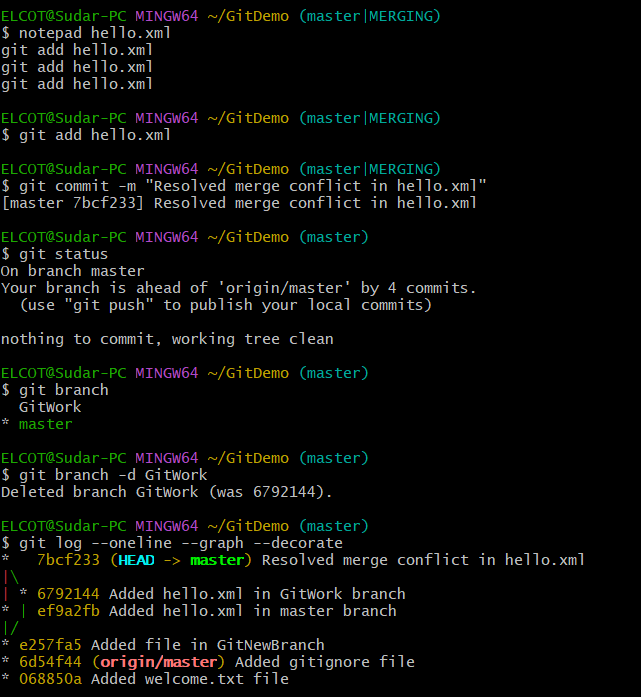 ELCOT@Sudar-PC MINGW64 ~/GitDemo (master|MERGING)
$ notepad hello.xml
git add hello.xml
git add hello.xml
git add hello.xml
ELCOT@Sudar-PC MINGW64 ~/GitDemo (master|MERGING)
$ git add hello.xml
ELCOT@Sudar-PC MINGW64 ~/GitDemo (master|MERGING)
$ git commit -m "Resolved merge conflict in hello.xml"
[master 7bcf233] Resolved merge conflict in hello.xml
ELCOT@Sudar-PC MINGW64 ~/GitDemo (master)
$ git status
On branch master
Your branch is ahead of 'origin/master' by 4 commits.
  (use "git push" to publish your local commits)
nothing to commit, working tree clean
ELCOT@Sudar-PC MINGW64 ~/GitDemo (master)
$ git branch
  GitWork
* master
ELCOT@Sudar-PC MINGW64 ~/GitDemo (master)
$ git branch -d GitWork
Deleted branch GitWork (was 6792144).
ELCOT@Sudar-PC MINGW64 ~/GitDemo (master)
$ git log --oneline --graph --decorate
*   7bcf233 (HEAD -> master) Resolved merge conflict in hello.xml
|\
| * 6792144 Added hello.xml in GitWork branch
* | ef9a2fb Added hello.xml in master branch
|/
* e257fa5 Added file in GitNewBranch
* 6d54f44 (origin/master) Added gitignore file
* 068850a Added welcome.txt file